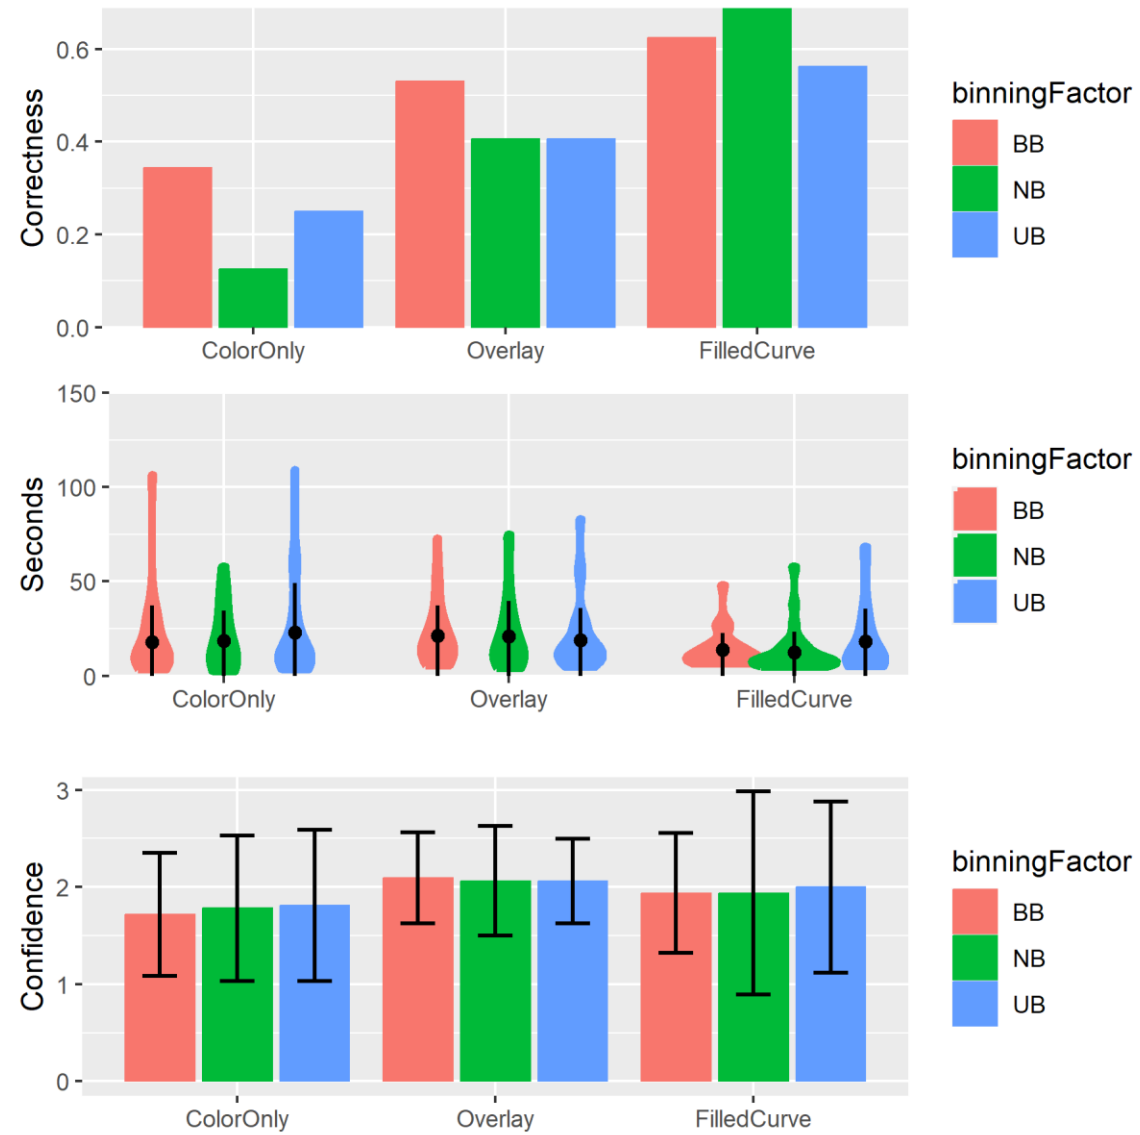 Correctness
0.6
0.4
0.2
0.0
ColorOnly Overlay FilledCurve
binningFactor
BB
NB
UB
Seconds
150
100
50
0
ColorOnly Overlay FilledCurve
binningFactor
BB
NB
UB
Confidence
3
2
1
0
ColorOnly Overlay FilledCurve
binningFactor
BB
NB
UB